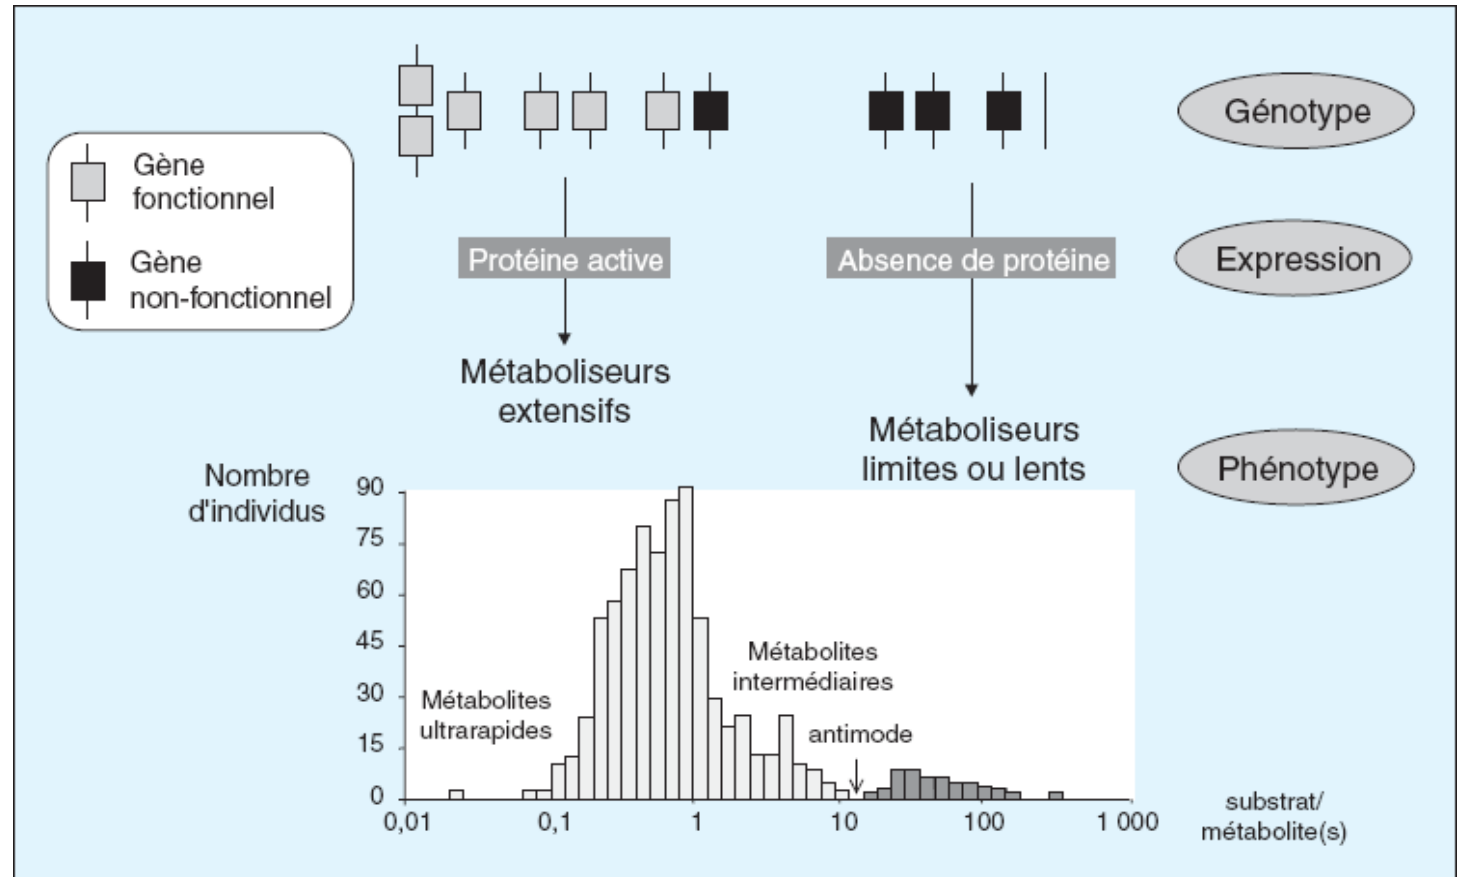 Génotype
Gène
fonctionnel
Gène
non-fonctionnel
Protéine active
Absence de protéine
Expression
Métaboliseurs
extensifs
Métaboliseurs
limites ou lents
Phénotype
Nombre
d'individus
90
75
60
45
30
15
0
Métabolites
ultrarapides
Métabolites
intermédiaires
antimode
0,01
0,1
1
10
100
1 000
substrat/
métabolite(s)